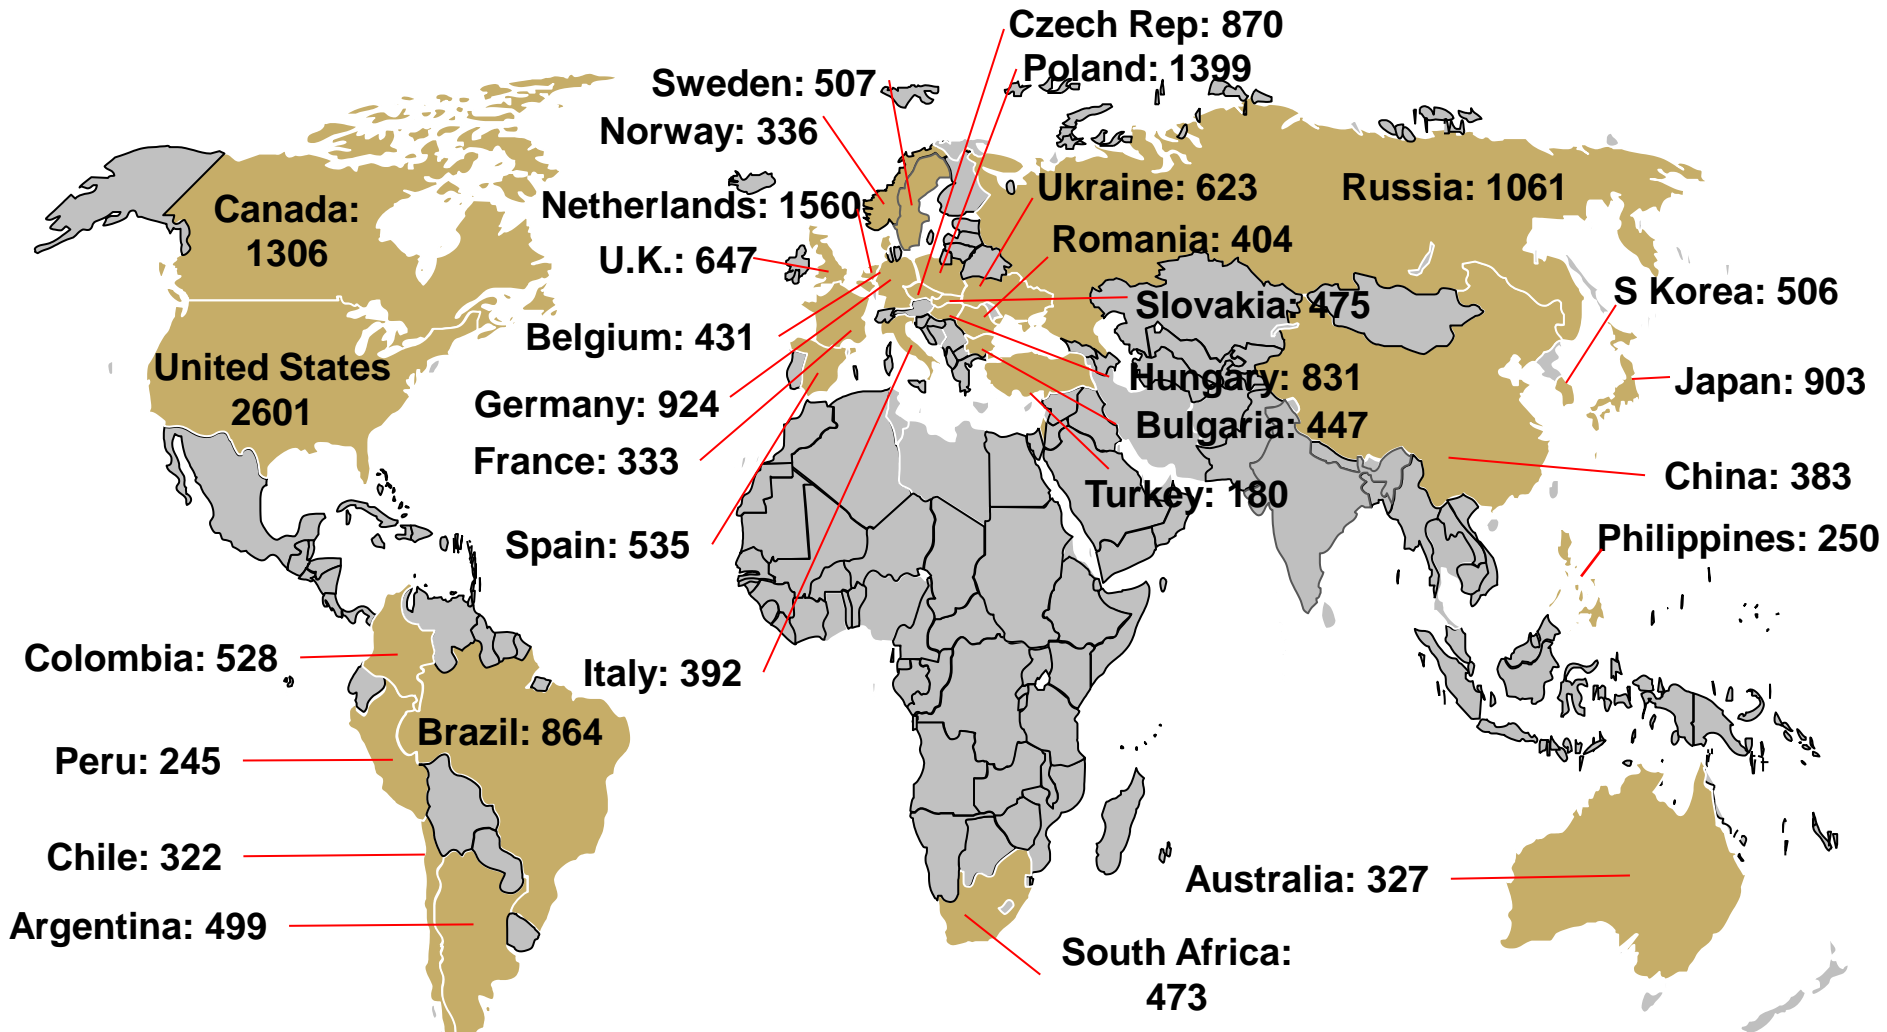 Czech Rep: 870
Poland: 1399
Sweden: 507
Norway: 336
Netherlands: 1560
Ukraine: 623
Russia: 1061
Canada:
1306
Romania: 404
U.K.: 647
Slovakia: 475
S Korea: 506
Belgium: 431
United States
2601
Hungary: 831
Japan: 903
Germany: 924
Bulgaria: 447
France: 333
China: 383
Turkey: 180
Spain: 535
Philippines: 250
Colombia: 528
Italy: 392
Brazil: 864
Peru: 245
Chile: 322
Australia: 327
Argentina: 499
South Africa:
473